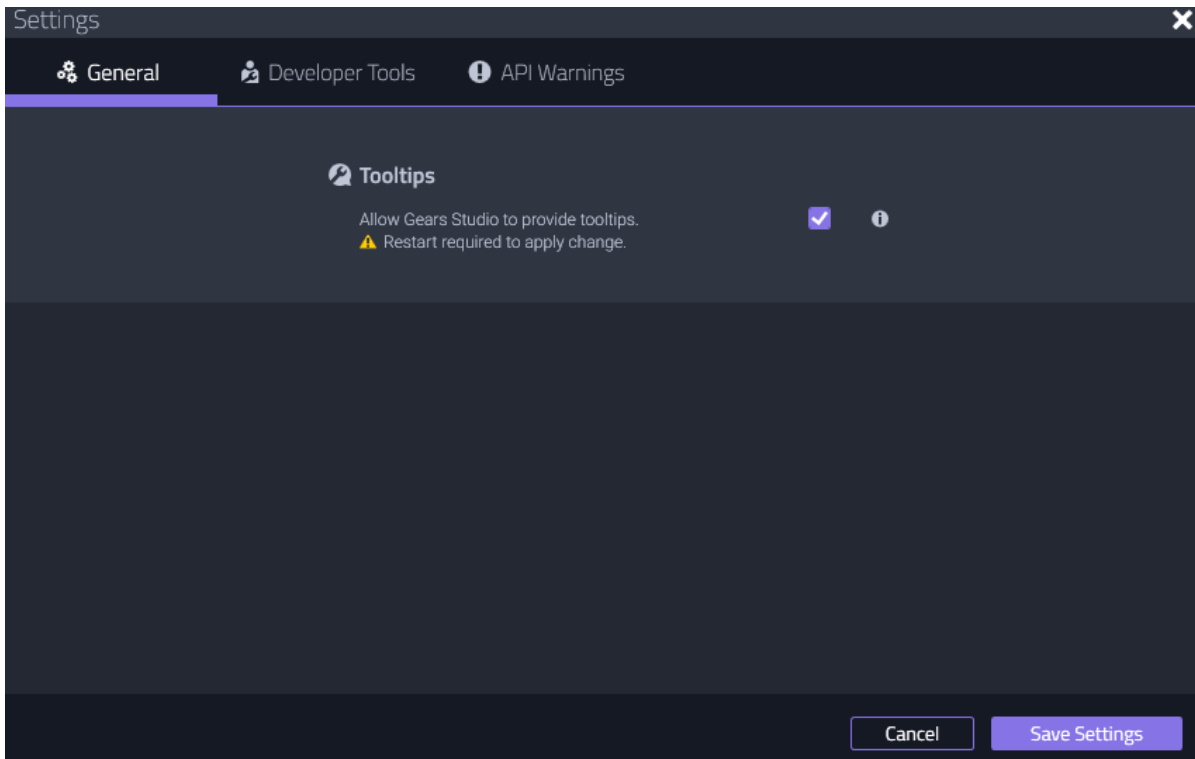 Settings
General
Developer Tools
API Warnings
Tooltips
Allow Gears Studio to provide tooltips.
Restart required to apply change.
Cancel
Save Settings